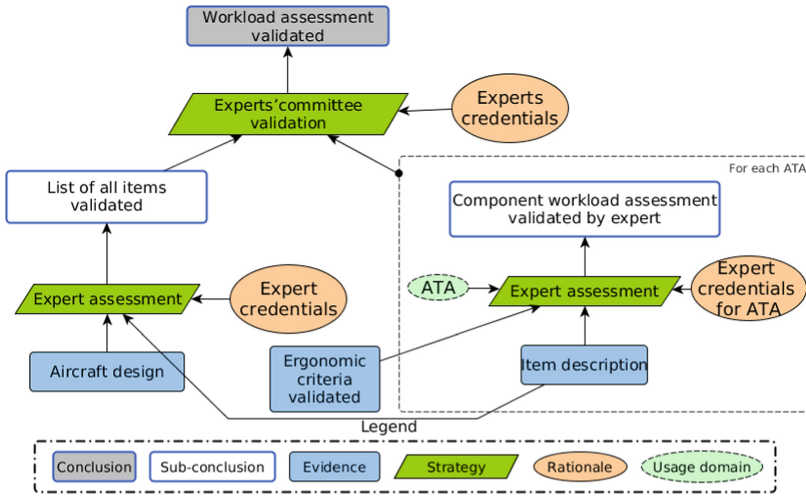 Workload assessment
validated
Experts'committee
validation
Experts
credentials
For each ATA
List of all items
validated
Component workload assessment
validated by expert
Expert assessment
Expert
credentials
ATA
Expert assessment
Expert
credentials
for ATA
Aircraft design
Ergonomic
criteria
validated
Item description
Legend
Conclusion
Sub-conclusion
Evidence
Strategy
Rationale
Usage domain